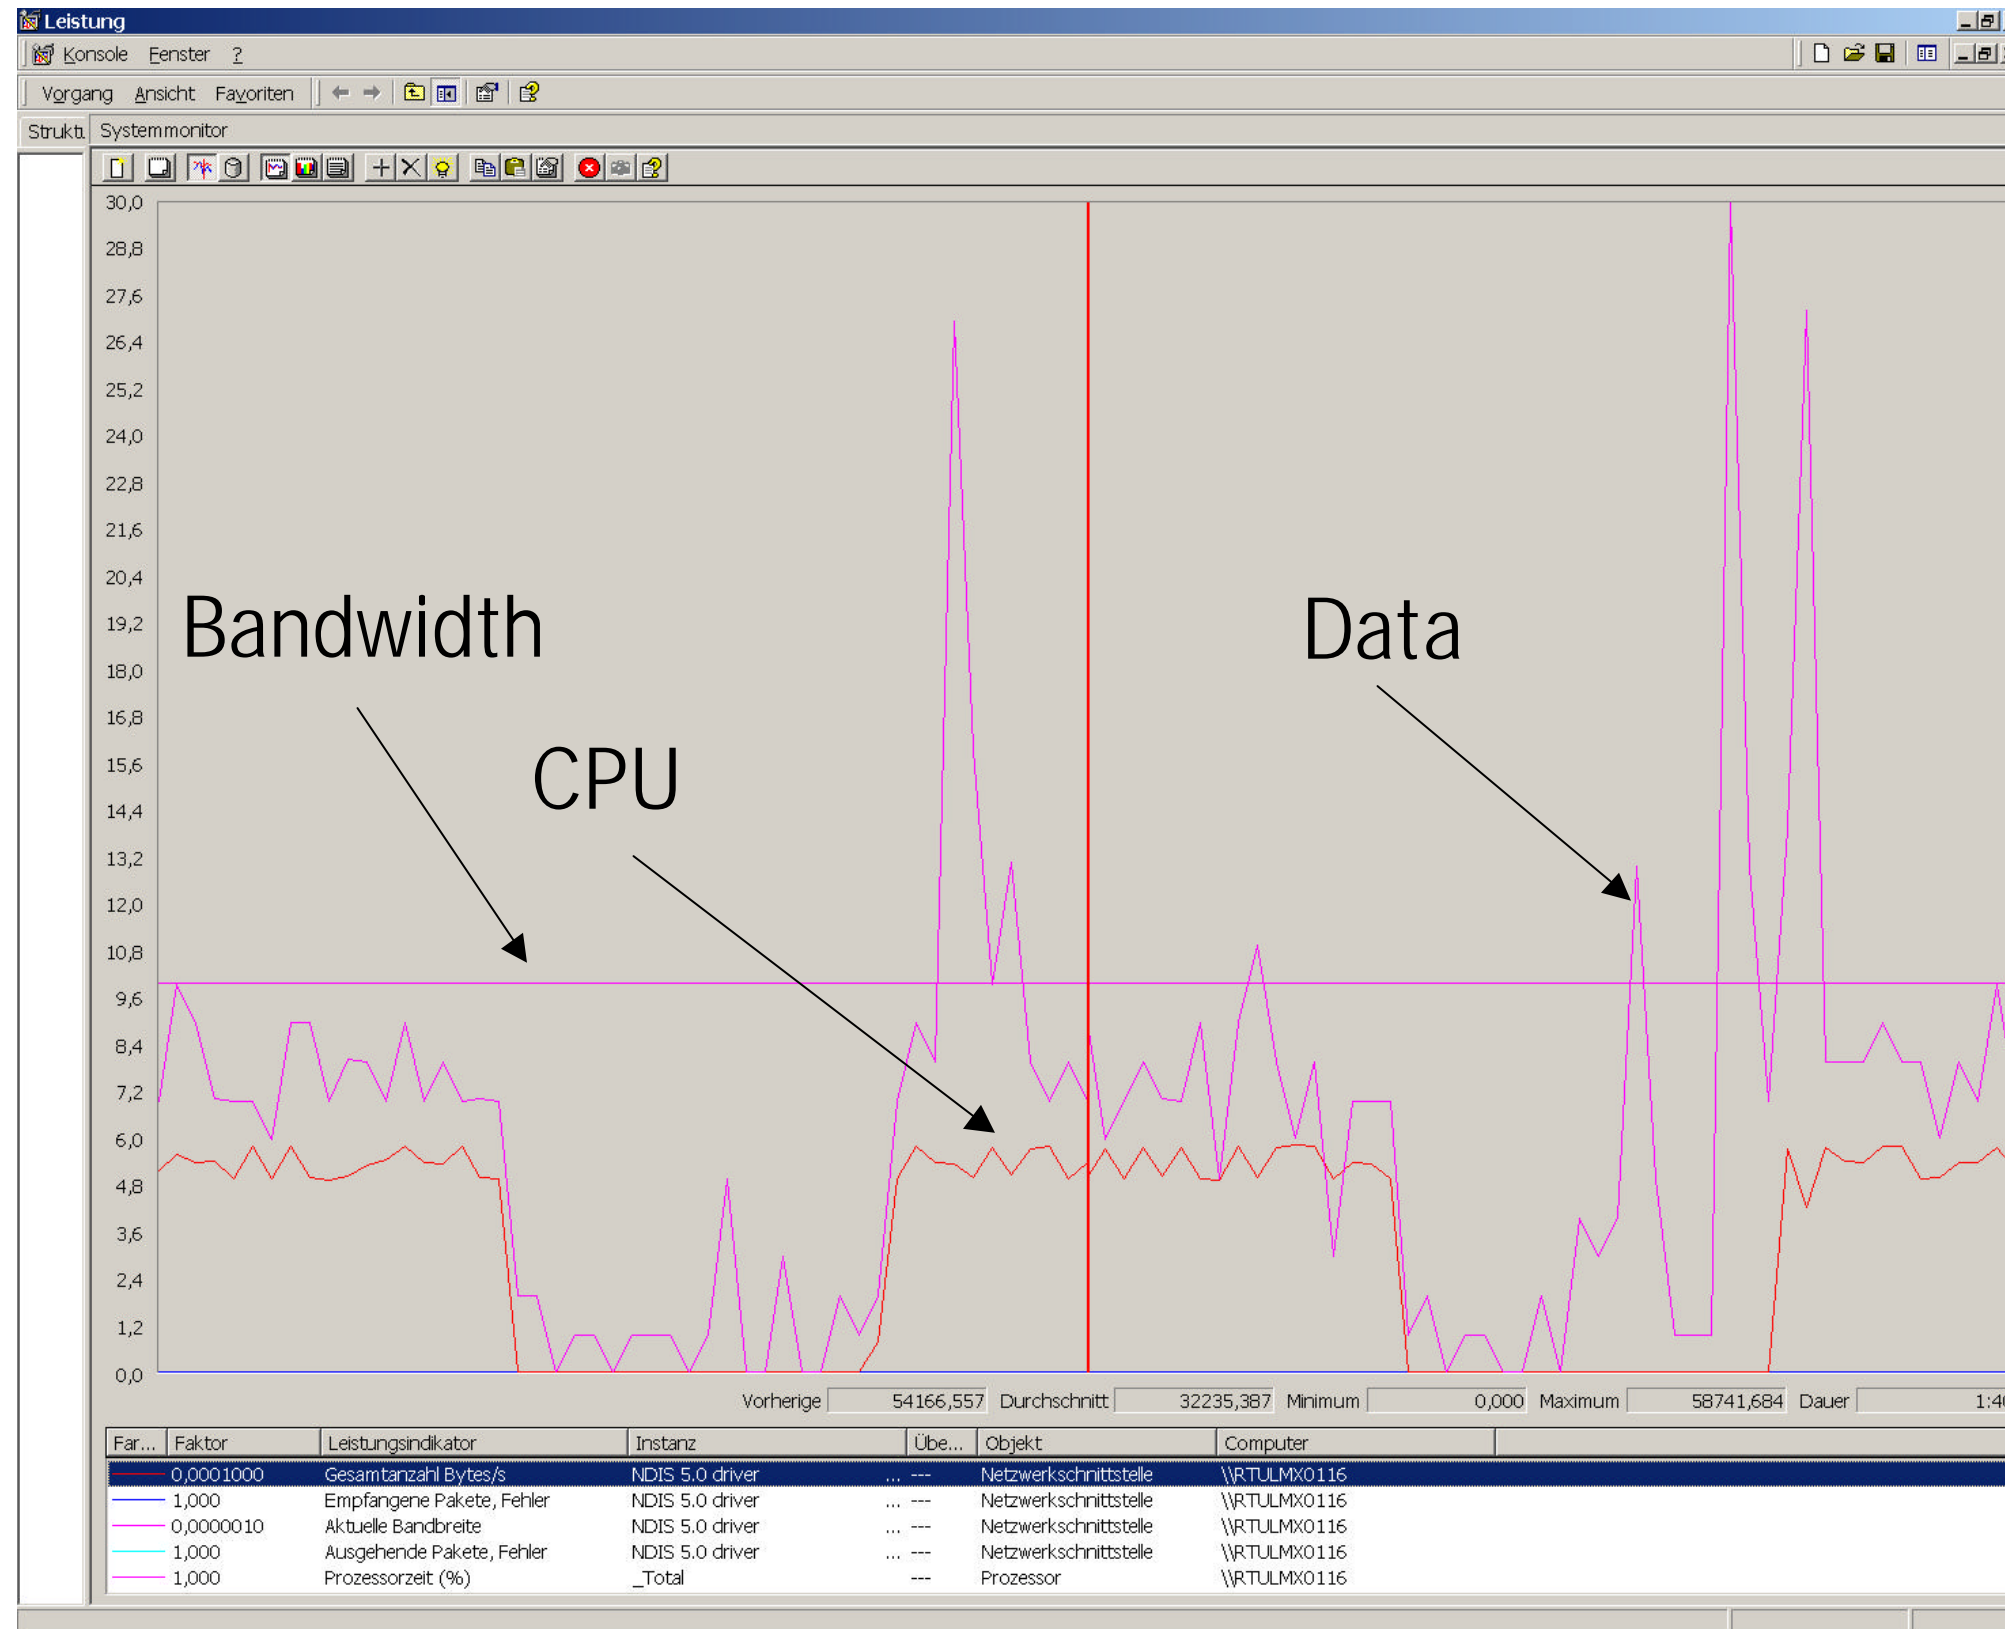 Leistung
Konsole Fenster ?
Vorgang Ansicht Favoriten
Systemmonitor
30,0
28,8
27,6
26,4
25,2
24,0
22,8
21,6
20,4
19,2
18,0
16,8
15,6
14,4
13,2
12,0
10,8
9,6
8,4
7,2
6,0
4,8
3,6
2,4
1,2
0,0
Bandwidth
Data
CPU
Vorherige 54166,557 Durchschnitt 32235,387 Minimum 0,000 Maximum 58741,684 Dauer
Far... Faktor Leistungsindikator Instanz Übe... Objekt Computer
0,0001000 Gesamtanzahl Bytes/s NDIS 5.0 driver ... --- Netzwerkschnittstelle \\RTULMX0116
1,000 Empfangene Pakete, Fehler NDIS 5.0 driver ... --- Netzwerkschnittstelle \\RTULMX0116
0,0000010 Aktuelle Bandbreite NDIS 5.0 driver ... --- Netzwerkschnittstelle \\RTULMX0116
1,000 Ausgehende Pakete, Fehler NDIS 5.0 driver ... --- Netzwerkschnittstelle \\RTULMX0116
1,000 Prozessorzeit (%) _Total --- Prozessor \\RTULMX0116